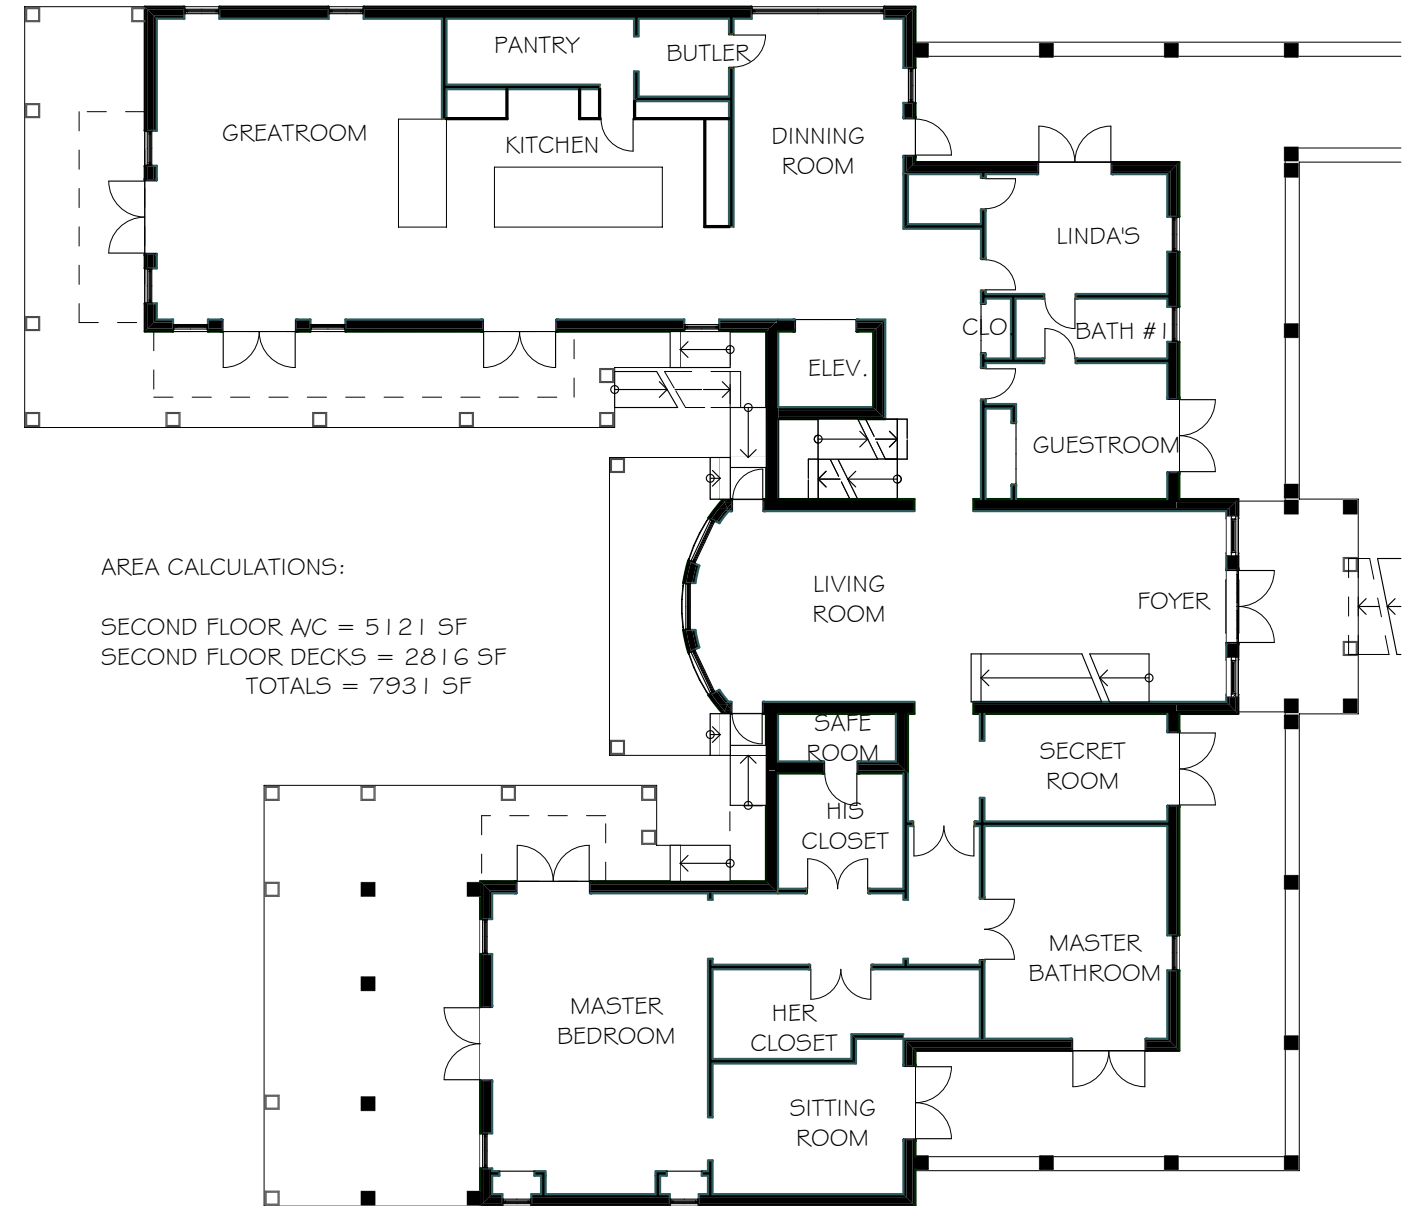 PANTRY
BUTLER
GREATROOM
KITCHEN
DINNING
ROOM
LINDA'S
CLO.
BATH #1
ELEV.
GUESTROOM
AREA CALCULATIONS:
SECOND FLOOR A/C = 5121 SF
SECOND FLOOR DECKS = 2816 SF
TOTALS = 7931 SF
LIVING
ROOM
FOYER
SAFE
ROOM
SECRET
ROOM
HIS
CLOSET
MASTER
BATHROOM
MASTER
BEDROOM
HER
CLOSET
SITTING
ROOM